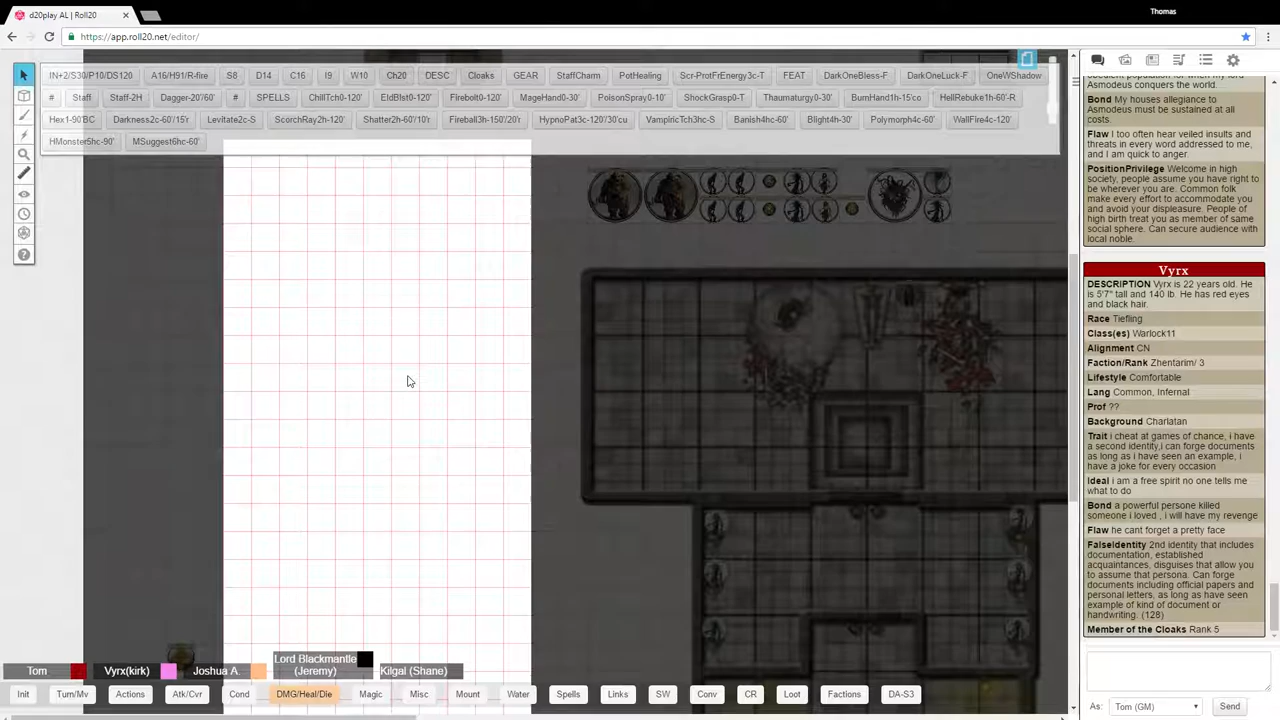 Thomas
d20play AL | Roll20
https://app.roll20.net/editor/
IN+2/S30/P10/DS120 A16/H91/R-fire S8 D14 C16 I9 W10 Ch20 DESC Cloaks GEAR StaffCharm PotHealing Scr-ProtFrEnergy3c-T FEAT DarkOneBless-F DarkOneLuck-F OneWShadow
# Staff Staff-2H Dagger-20'60' # SPELLS ChillTch0-120' EldBlst0-120' Firebolt0-120' MageHand0-30' PoisonSpray0-10' ShockGrasp0-T Thaumaturgy0-30' BurnHand1h-15'co HellRebuke1h-60'-R
Hex1-90'BC Darkness2c-60'/15'r Levitate2c-S ScorchRay2h-120' Shatter2h-60'/10'r Fireball3h-150'/20'r HypnoPat3c-120'/30'cu VampiricTch3hc-S Banish4hc-60' Blight4h-30' Polymorph4c-60' WallFire4c-120'
HMonster5hc-90' MSuggest6hc-60'
Asmodeus conquers the world.
Bond My houses allegiance to
Asmodeus must be sustained at all
costs.
Flaw I too often hear veiled insults and
threats in every word addressed to me,
and I am quick to anger.
PositionPrivilege Welcome in high
society, people assume you have right to
be wherever you are. Common folk
make every effort to accommodate you
and avoid your displeasure. People of
high birth treat you as member of same
social sphere. Can secure audience with
local noble.
Vyrx
DESCRIPTION Vyrx is 22 years old. He
is 5'7" tall and 140 lb. He has red eyes
and black hair.
Race Tiefling
Class(es) Warlock11
Alignment CN
Faction/Rank Zhentarim/ 3
Lifestyle Comfortable
Lang Common, Infernal
Prof ??
Background Charlatan
Trait i cheat at games of chance, i have
a second identity,i can forge documents
as long as i have seen an example, i
have a joke for every occasion
Ideal i am a free spirit no one tells me
what to do
Bond a powerful persone killed
someone i loved , i will have my revenge
Flaw he cant forget a pretty face
FalseIdentity 2nd identity that includes
documentation, established
acquaintances, disguises that allow you
to assume that persona. Can forge
documents including official papers and
personal letters, as long as have seen
example of kind of document or
handwriting. (128)
Member of the Cloaks Rank 5
Tom Vyrx(kirk) Joshua A. Lord Blackmantle (Jeremy) Kilgal (Shane)
Init Turn/Mv Actions Atk/Cvr Cond DMG/Heal/Die Magic Misc Mount Water Spells Links SW Conv CR Loot Factions DA-S3
As: Tom (GM) Send